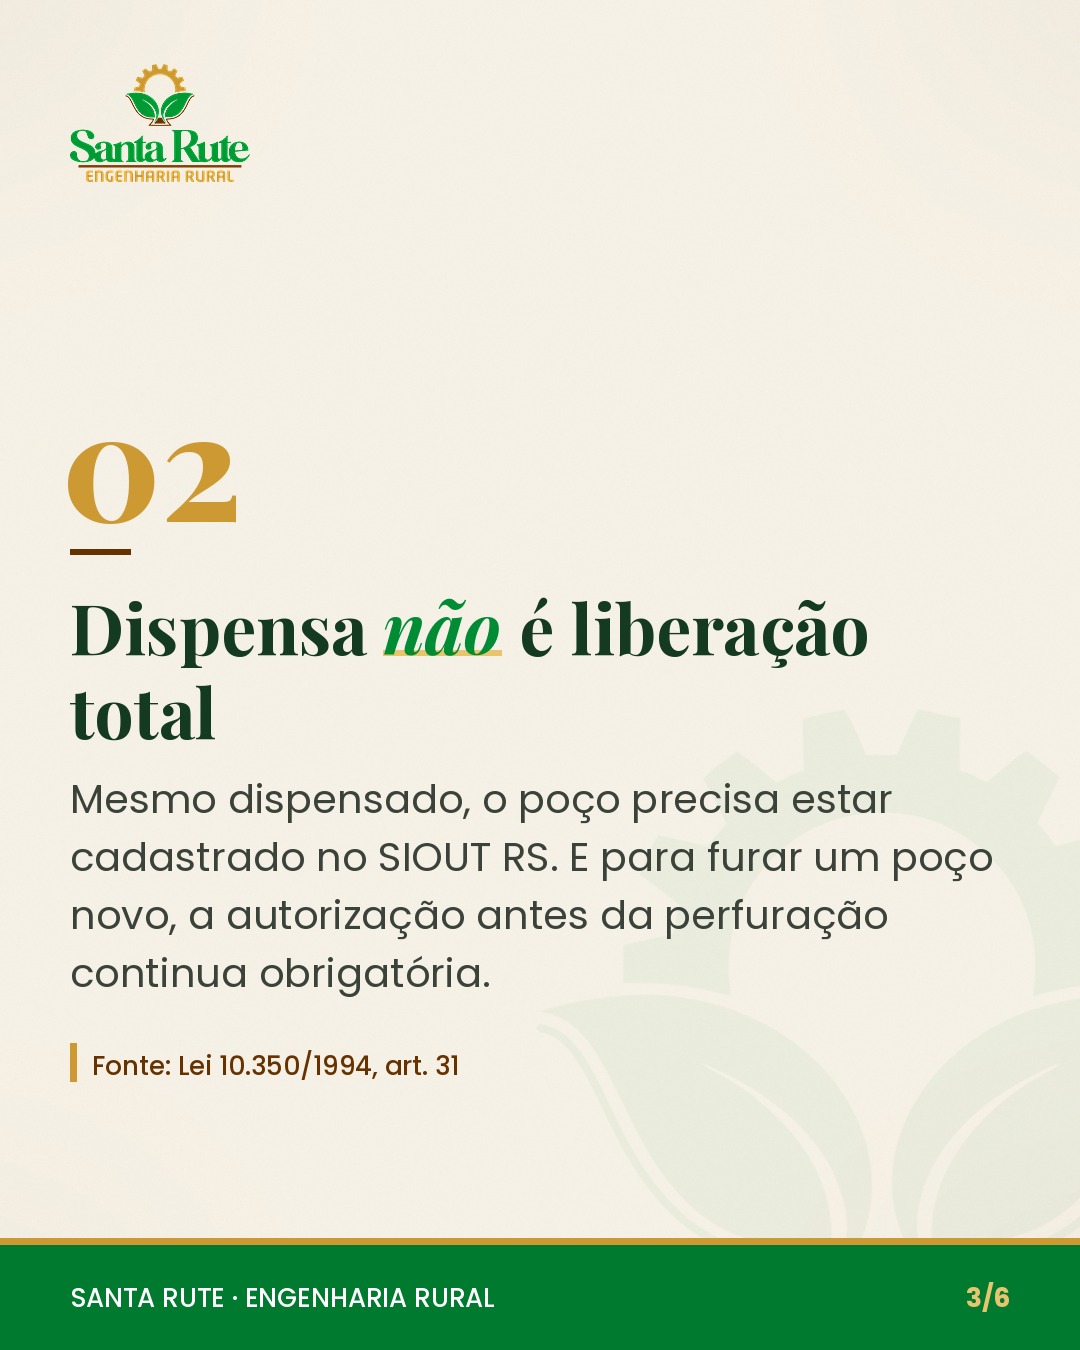 Santa Rute
ENGENHARIA RURAL
02
Dispensa não é liberação
total
Mesmo dispensado, o poço precisa estar
cadastrado no SIOUT RS. E para furar um poço
novo, a autorização antes da perfuração
continua obrigatória.
Fonte: Lei 10.350/1994, art. 31
SANTA RUTE · ENGENHARIA RURAL
3/6